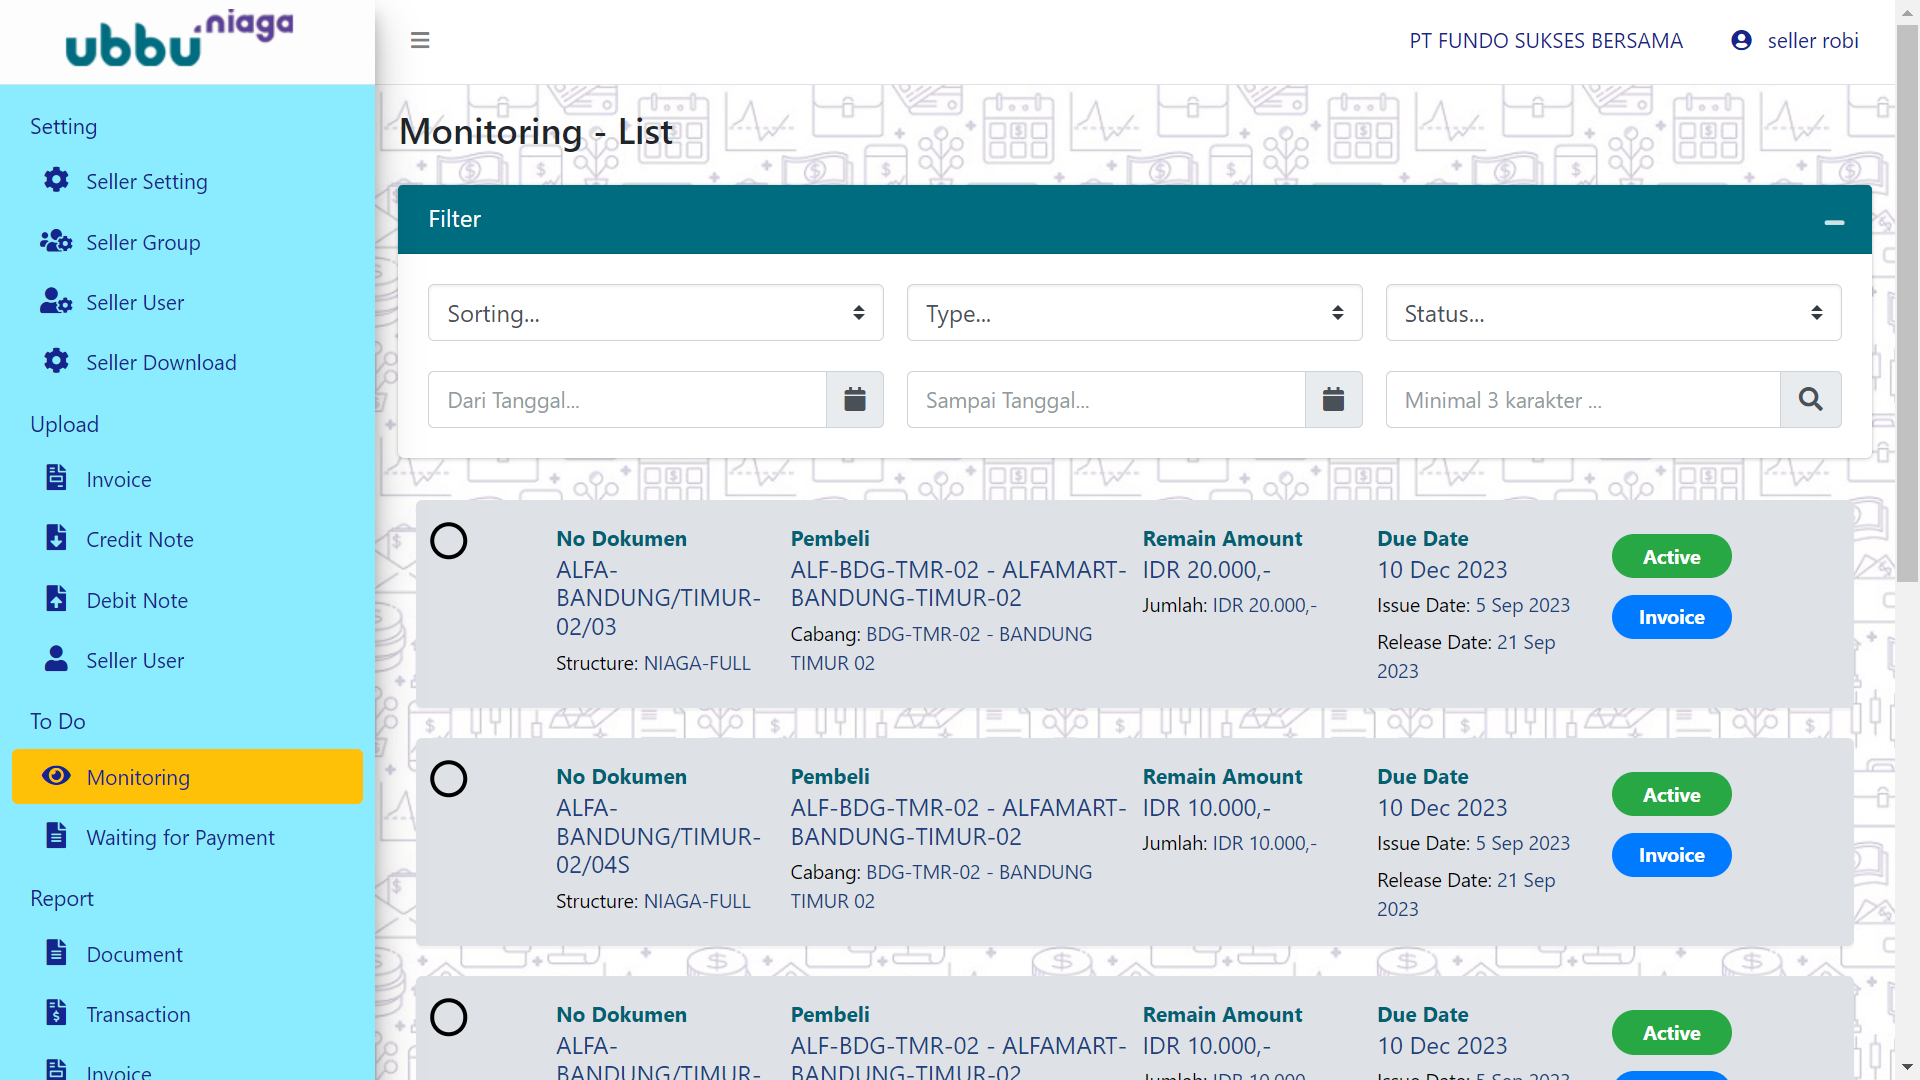 ubbu niaga
PT FUNDO SUKSES BERSAMA
seller robi
Setting
Seller Setting
Seller Group
Seller User
Seller Download
Upload
Invoice
Credit Note
Debit Note
Seller User
To Do
Monitoring
Waiting for Payment
Report
Document
Transaction
Invoice
Monitoring - List
Filter
Sorting...
Type...
Status...
Dari Tanggal...
Sampai Tanggal...
Minimal 3 karakter ...
No Dokumen
ALFA-
BANDUNG/TIMUR-
02/03
Structure: NIAGA-FULL
Pembeli
ALF-BDG-TMR-02 - ALFAMART-
BANDUNG-TIMUR-02
Cabang: BDG-TMR-02 - BANDUNG
TIMUR 02
Remain Amount
IDR 20.000,-
Jumlah: IDR 20.000,-
Due Date
10 Dec 2023
Issue Date: 5 Sep 2023
Release Date: 21 Sep
2023
Active
Invoice
No Dokumen
ALFA-
BANDUNG/TIMUR-
02/04S
Structure: NIAGA-FULL
Pembeli
ALF-BDG-TMR-02 - ALFAMART-
BANDUNG-TIMUR-02
Cabang: BDG-TMR-02 - BANDUNG
TIMUR 02
Remain Amount
IDR 10.000,-
Jumlah: IDR 10.000,-
Due Date
10 Dec 2023
Issue Date: 5 Sep 2023
Release Date: 21 Sep
2023
Active
Invoice
No Dokumen
ALFA-
BANDUNG/TIMUR-
Pembeli
ALF-BDG-TMR-02 - ALFAMART-
BANDUNG-TIMUR-02
Remain Amount
IDR 10.000,-
Jumlah: IDR 10.000,-
Due Date
10 Dec 2023
Issue Date: 5 Sep 2023
Active